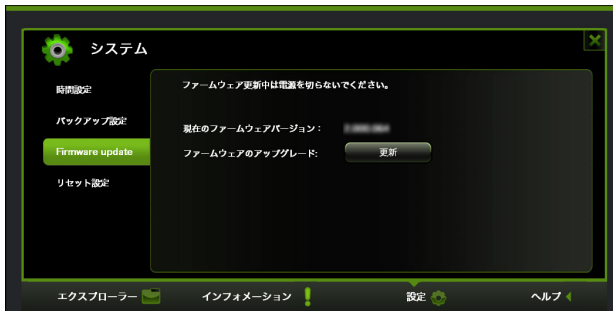 システム
時間設定
バックアップ設定
Firmware update
リセット設定
ファームウェア更新中は電源を切らないでください。
現在のファームウェアバージョン：
ファームウェアのアップグレード:
更新
エクスプローラー
インフォメーション
設定
ヘルプ